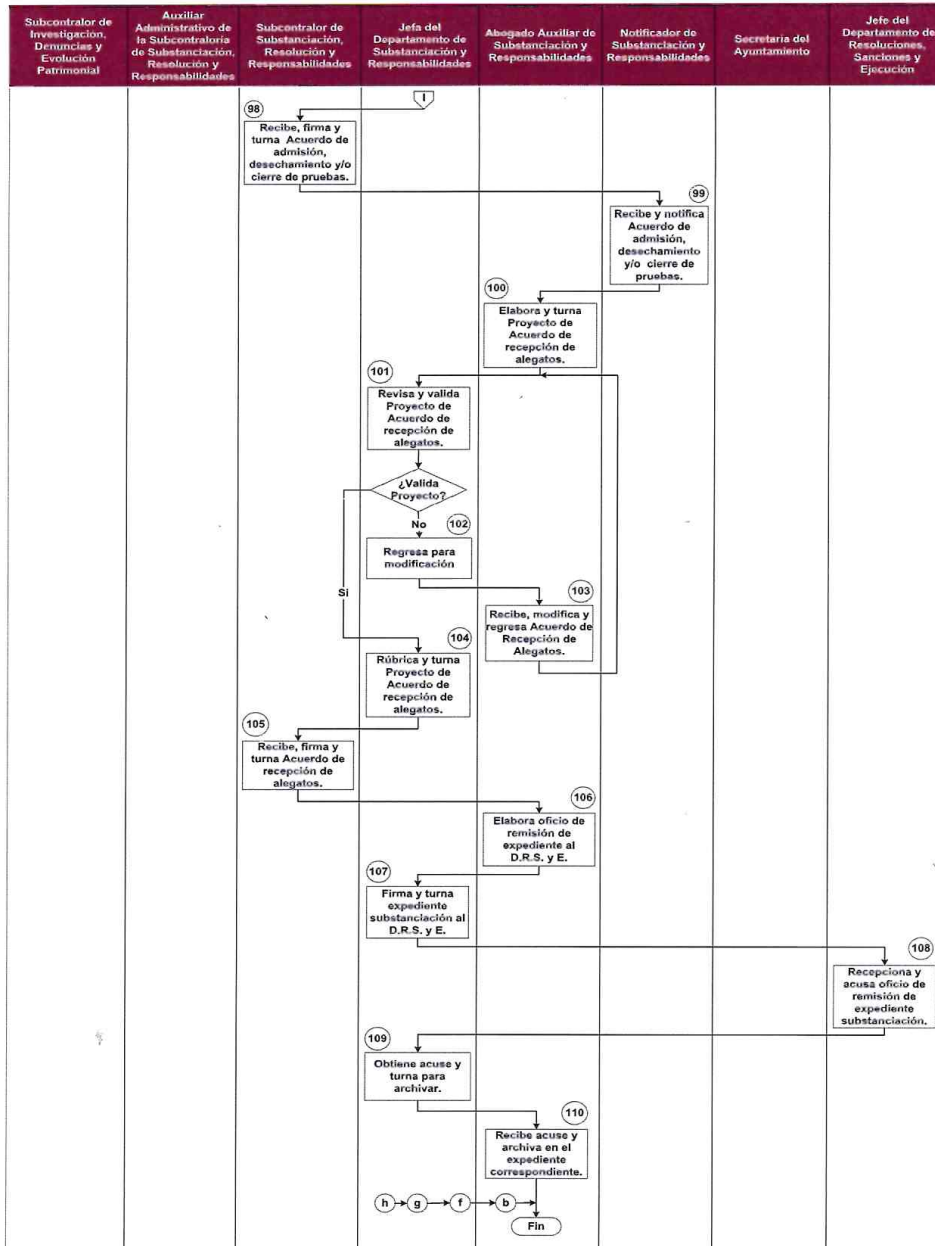 Subcontralor de
Investigación,
Denuncias y
Evolución
Patrimonial
Auxiliar
Administrativo de
la Subcontraloría
de Substanciación,
Resolución y
Responsabilidades
Subcontralor de
Substanciación,
Resolución y
Responsabilidades
Jefa del
Departamento de
Substanciación y
Responsabilidades
Abogado Auxiliar de
Substanciación y
Responsabilidades
Notificador de
Substanciación y
Responsabilidades
Secretaria del
Ayuntamiento
Jefe del
Departamento de
Resoluciones,
Sanciones y
Ejecución
I
98
Recibe, firma y
turna Acuerdo de
admisión,
desechamiento y/o
cierre de pruebas.
99
Recibe y notifica
Acuerdo de
admisión,
desechamiento
y/o cierre de
pruebas.
100
Elabora y turna
Proyecto de
Acuerdo de
recepción de
alegatos.
101
Revisa y valida
Proyecto de
Acuerdo de
recepción de
alegatos.
¿Valida
Proyecto?
No
102
Regresa para
modificación
Si
103
Recibe, modifica y
regresa Acuerdo de
Recepción de
Alegatos.
104
Rúbrica y turna
Proyecto de
Acuerdo de
recepción de
alegatos.
105
Recibe, firma y
turna Acuerdo de
recepción de
alegatos.
106
Elabora oficio de
remisión de
expediente al
D.R.S. y E.
107
Firma y turna
expediente
substanciación al
D.R.S. y E.
108
Recepciona y
acusa oficio de
remisión de
expediente
substanciación.
109
Obtiene acuse y
turna para
archivar.
110
Recibe acuse y
archiva en el
expediente
correspondiente.
h g f b
Fin